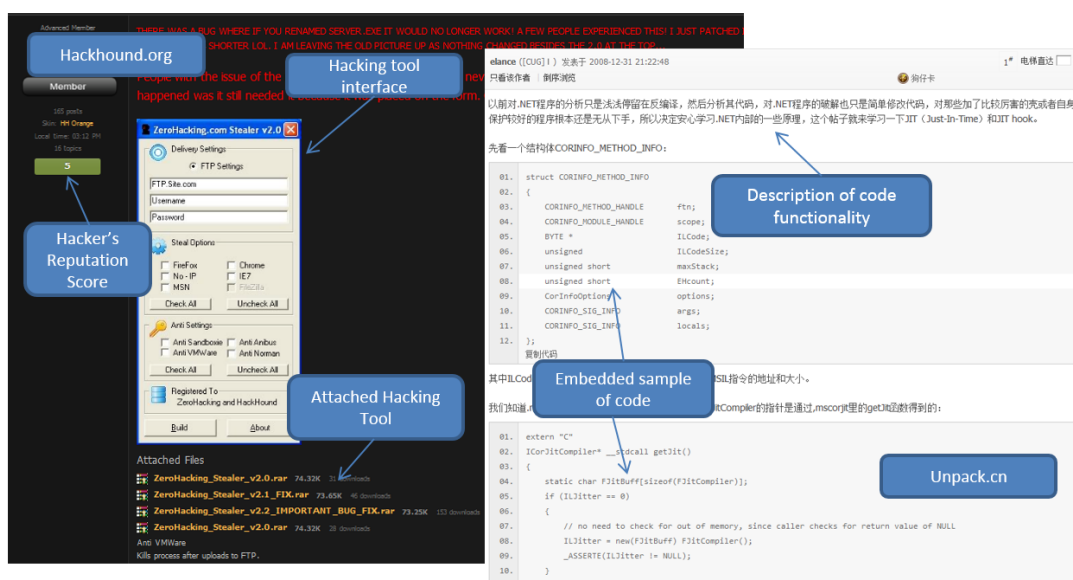 Advanced Member
Hackhound.org
Member
165 posts
Skin: HH Orange
Local time: 03:12 PM
16 topics
5
Hacker's
Reputation
Score
THERE WAS A BUG WHERE IF YOU RENAMED SERVER .EXE IT WOULD NO LONGER WORK! A FEW PEOPLE EXPERIENCED THIS! I JUST PATCHED
SHORTER LOL. I AM LEAVING THE OLD PICTURE UP AS NOTHING CHANGED BESIDES THE 2.0 AT THE TOP...
People with the issue of the
happened was it still needed it because it was placed on the form.
Hacking tool
interface
ZeroHacking.com Stealer v2.0
Delivery Settings
FTP Settings
FTP.Site.com
Username
Password
Steal Options
FireFox
Chrome
No-IP
IE7
MSN
FileZilla
Check All
Uncheck All
Anti Settings
Anti Sandboxie
Anti Anibus
Anti VMWare
Anti Norman
Check All
Uncheck All
Registered To
ZeroHacking and HackHound
Build
About
Attached Hacking
Tool
Attached Files
ZeroHacking_Stealer_v2.0.rar 74.32K 31 downloads
ZeroHacking_Stealer_v2.1_FIX.rar 73.65K 46 downloads
ZeroHacking_Stealer_v2.2_IMPORTANT_BUG_FIX.rar 73.25K 153 downloads
ZeroHacking_Stealer_v2.0.rar 74.32K 28 downloads
Anti VMWare
Kills process after uploads to FTP.
elance ([CUG]! ) 发表于 2008-12-31 21:22:48
1# 电梯直达
只看该作者 倒序浏览
狗仔卡
以前对.NET程序的分析只是浅浅停留在反编译，然后分析其代码，对.NET程序的破解也只是简单修改代码，对那些加了比较厉害的壳或者自身
保护较好的程序根本还是无从下手，所以决定安心学习.NET内部的一些原理，这个帖子就来学习一下JIT（Just-In-Time）和JIT hook。
先看一个结构体CORINFO_METHOD_INFO：
Description of code
functionality
01. struct CORINFO_METHOD_INFO
02. {
03. CORINFO_METHOD_HANDLE ftn;
04. CORINFO_MODULE_HANDLE scope;
05. BYTE * ILCode;
06. unsigned ILCodeSize;
07. unsigned short maxStack;
08. unsigned short EHcount;
09. CorInfoOptions options;
10. CORINFO_SIG_INFO args;
11. CORINFO_SIG_INFO locals;
12. };
复制代码
Embedded sample
of code
其中ILCod
SIL指令的地址和大小。
我们知道.
JitCompiler的指针是通过,mscorjit里的getJit函数得到的：
01. extern "C"
02. ICorJitCompiler* __stdcall getJit()
03. {
04. static char FJitBuff[sizeof(FJitCompiler)];
05. if (ILJitter == 0)
06. {
07. // no need to check for out of memory, since caller checks for return value of NULL
08. ILJitter = new(FJitBuff) FJitCompiler();
09. _ASSERTE(ILJitter != NULL);
10. }
Unpack.cn